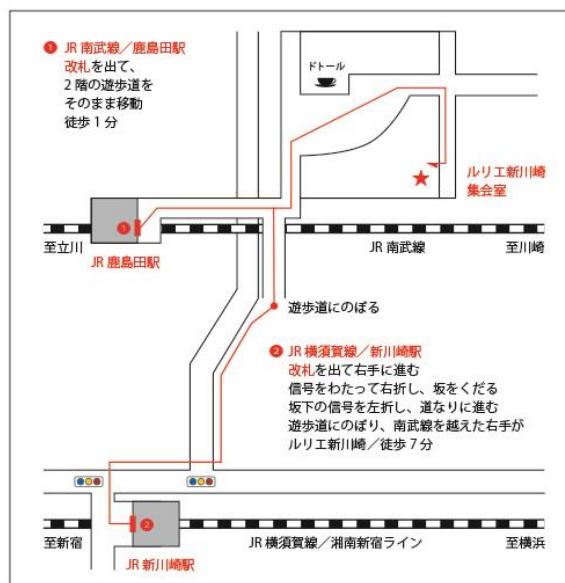 ❶ JR 南武線／鹿島田駅
改札を出て、
2 階の遊歩道を
そのまま移動
徒歩 1 分
ドトール
ルリエ新川崎
集会室
❶
至立川
JR 南武線
至川崎
JR 鹿島田駅
遊歩道にのぼる
❷ JR 横須賀線／新川崎駅
改札を出て右手に進む
信号をわたって右折し、坂をくだる
坂下の信号を左折し、道なりに進む
遊歩道にのぼり、南武線を越えた右手が
ルリエ新川崎／徒歩 7 分
❷
至新宿
JR 横須賀線／湘南新宿ライン
至横浜
JR 新川崎駅